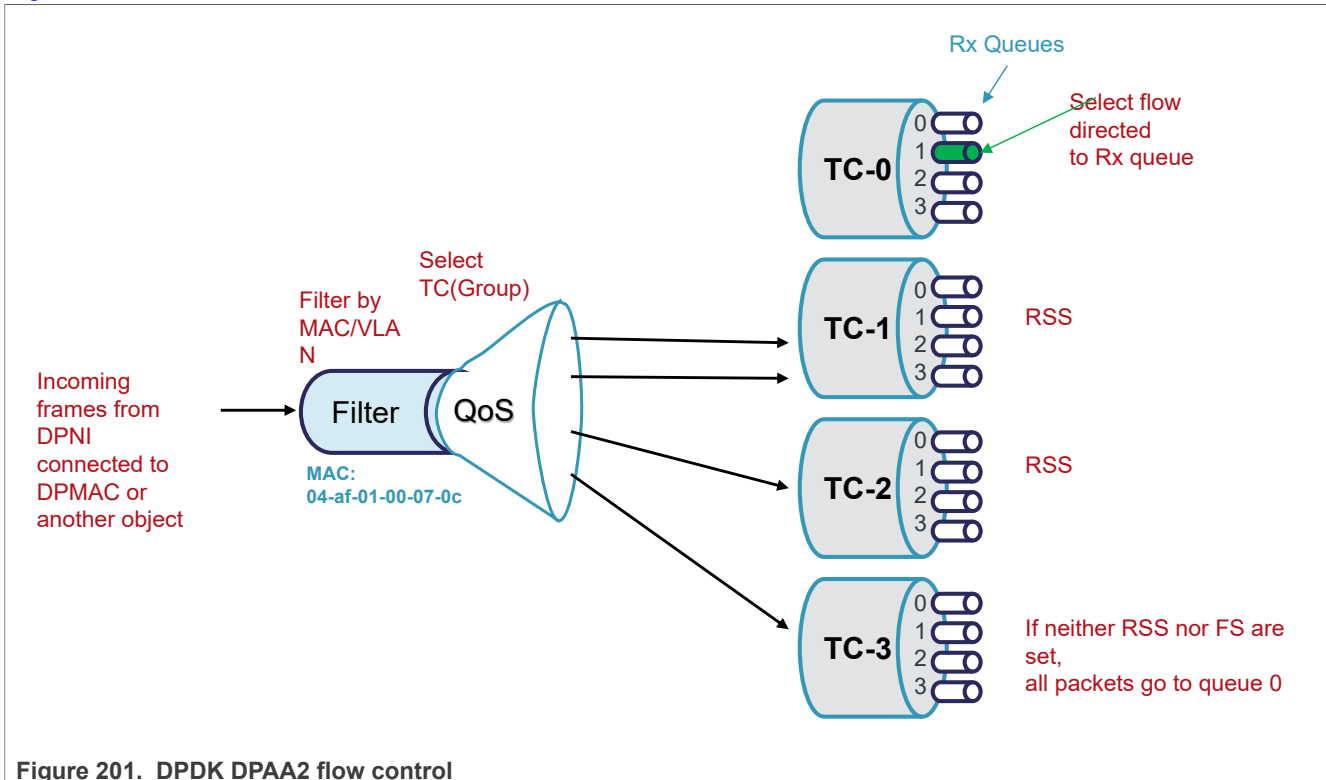 Rx Queues
Select flow
directed
to Rx queue
0
1
2
3
TC-0
Select
TC(Group)
Filter by
MAC/VLA
N
0
1
2
3
TC-1
RSS
Incoming
frames from
DPNI
connected to
DPMAC or
another object
Filter
QoS
MAC:
04-af-01-00-07-0c
0
1
2
3
TC-2
RSS
0
1
2
3
TC-3
If neither RSS nor FS are
set,
all packets go to queue 0
Figure 201. DPDK DPAA2 flow control